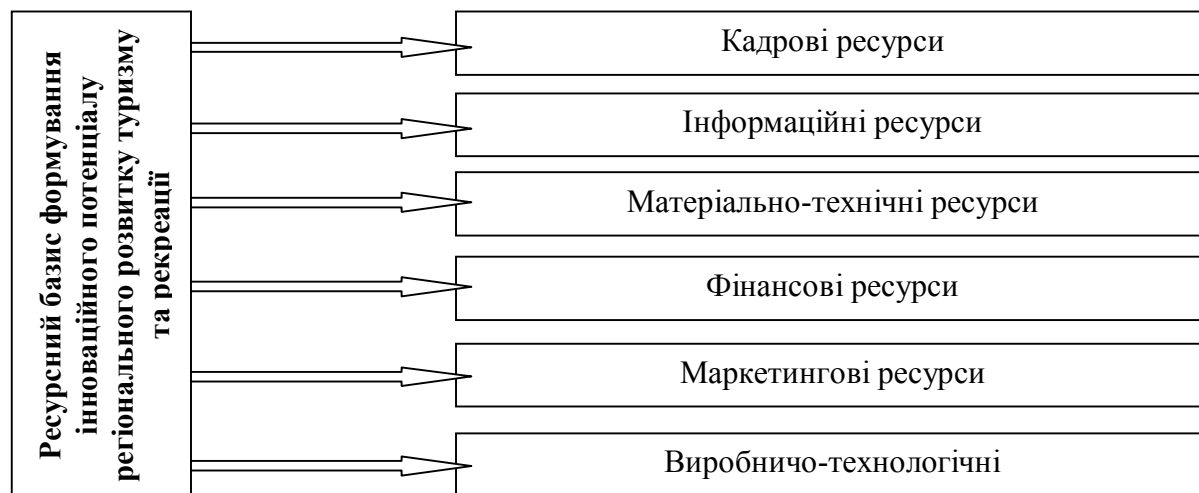 Ресурсний базис формування
інноваційного потенціалу
регіонального розвитку туризму
та рекреації
Кадрові ресурси
Інформаційні ресурси
Матеріально-технічні ресурси
Фінансові ресурси
Маркетингові ресурси
Виробничо-технологічні